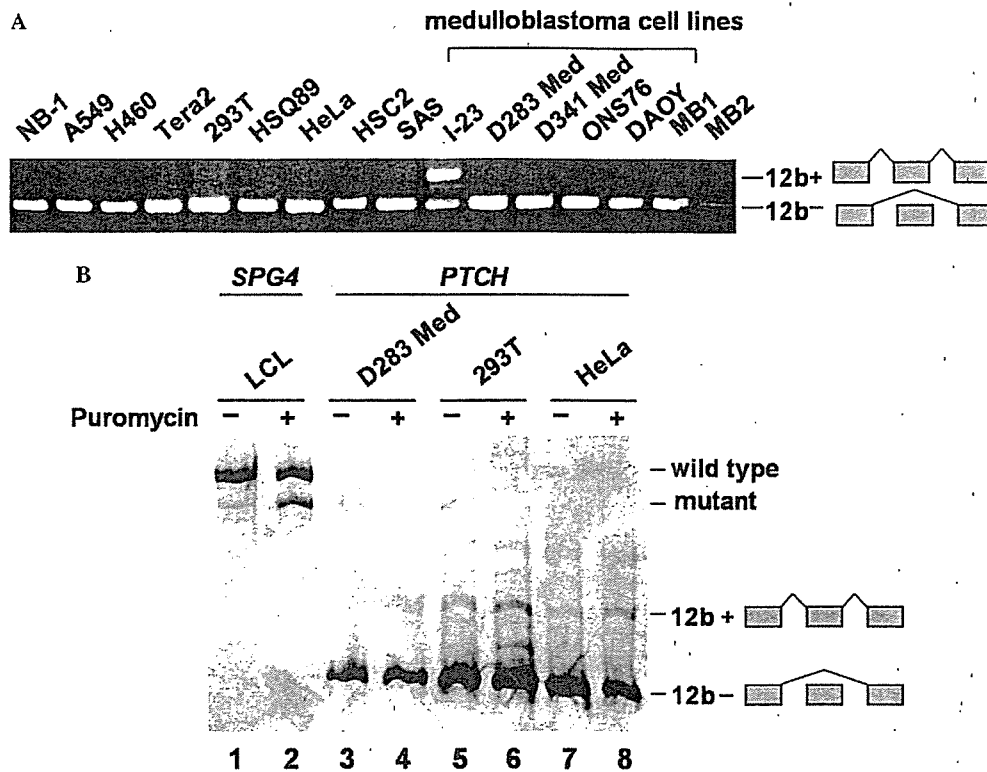 A
medulloblastoma cell lines
NB-1 A549 H460 Tera2 293T HSQ89 HeLa HSC2 SAS I-23 D283 Med D341 Med ONS76 DAOY MB1 MB2
12b+
12b-
B
SPG4 PTCH
LCL D283 Med 293T HeLa
Puromycin - + - + - + - +
wild type
mutant
12b +
12b -
1 2 3 4 5 6 7 8